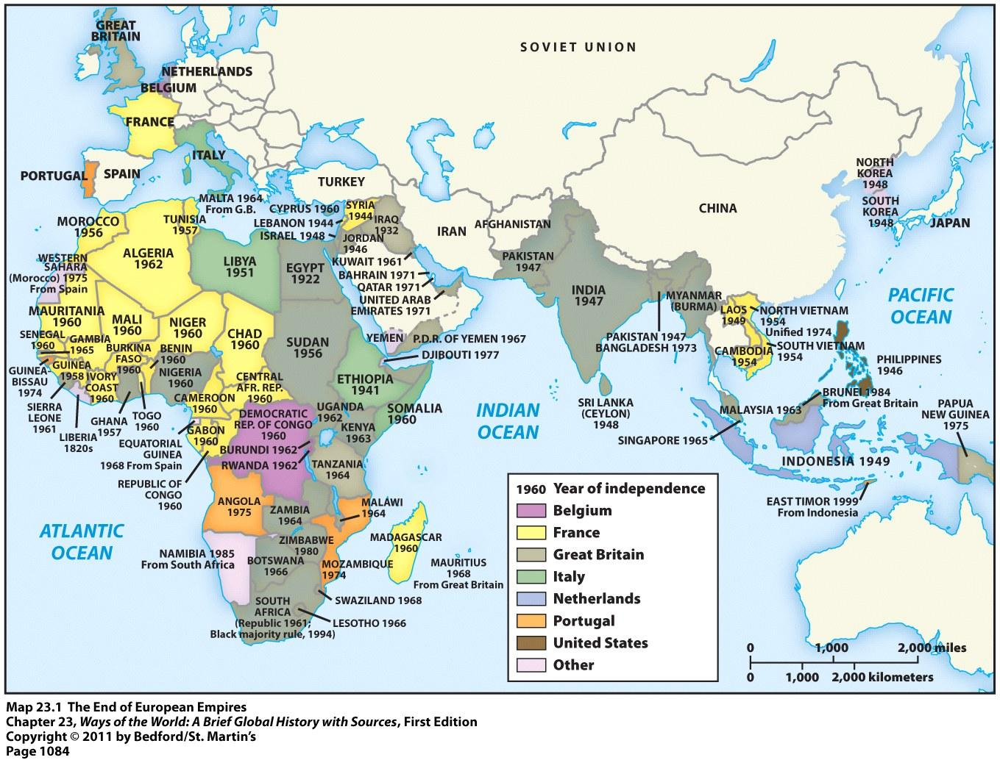 GREAT
BRITAIN
SOVIET UNION
NETHERLANDS
BELGIUM
FRANCE
ITALY
PORTUGAL
SPAIN
TURKEY
NORTH
KOREA
1948
SOUTH
KOREA
1948
JAPAN
CHINA
MALTA 1964
From G.B.
CYPRUS 1960
LEBANON 1944
ISRAEL 1948
SYRIA
1944
IRAQ
1932
JORDAN
1946
IRAN
AFGHANISTAN
MOROCCO
1956
TUNISIA
1957
ALGERIA
1962
LIBYA
1951
EGYPT
1922
KUWAIT 1961
BAHRAIN 1971
QATAR 1971
UNITED ARAB
EMIRATES 1971
PAKISTAN
1947
INDIA
1947
MYANMAR
(BURMA)
LAOS
1949
NORTH VIETNAM
1954
Unified 1974
PACIFIC
OCEAN
WESTERN
SAHARA
(Morocco) 1975
From Spain
MAURITANIA
1960
MALI
1960
NIGER
1960
CHAD
1960
SUDAN
1956
YEMEN
P.D.R. OF YEMEN 1967
DJIBOUTI 1977
PAKISTAN 1947
BANGLADESH 1973
CAMBODIA
1954
SOUTH VIETNAM
1954
PHILIPPINES
1946
SENEGAL
1960
GAMBIA
1965
BURKINA
FASO
1960
BENIN
1960
GUINEA-
BISSAU
1974
GUINEA
1958
IVORY
COAST
1960
NIGERIA
1960
CAMEROON
1960
CENTRAL
AFR. REP.
1960
ETHIOPIA
1941
SOMALIA
1960
SIERRA
LEONE
1961
LIBERIA
1820s
GHANA
1957
TOGO
1960
EQUATORIAL
GUINEA
1968 From Spain
GABON
1960
REPUBLIC OF
CONGO
1960
DEMOCRATIC
REP. OF CONGO
1960
BURUNDI 1962
RWANDA 1962
UGANDA
1962
KENYA
1963
TANZANIA
1964
INDIAN
OCEAN
SRI LANKA
(CEYLON)
1948
MALAYSIA 1963
SINGAPORE 1965
BRUNEI 1984
From Great Britain
PAPUA
NEW GUINEA
1975
INDONESIA 1949
EAST TIMOR 1999
From Indonesia
ATLANTIC
OCEAN
ANGOLA
1975
ZAMBIA
1964
MALAWI
1964
ZIMBABWE
1980
MADAGASCAR
1960
NAMIBIA 1985
From South Africa
BOTSWANA
1966
MOZAMBIQUE
1974
MAURITIUS
1968
From Great Britain
SWAZILAND 1968
SOUTH
AFRICA
(Republic 1961;
Black majority rule, 1994)
LESOTHO 1966
1960 Year of independence
Belgium
France
Great Britain
Italy
Netherlands
Portugal
United States
Other
0 1,000 2,000 miles
0 1,000 2,000 kilometers
Map 23.1 The End of European Empires
Chapter 23, Ways of the World: A Brief Global History with Sources, First Edition
Copyright © 2011 by Bedford/St. Martin's
Page 1084